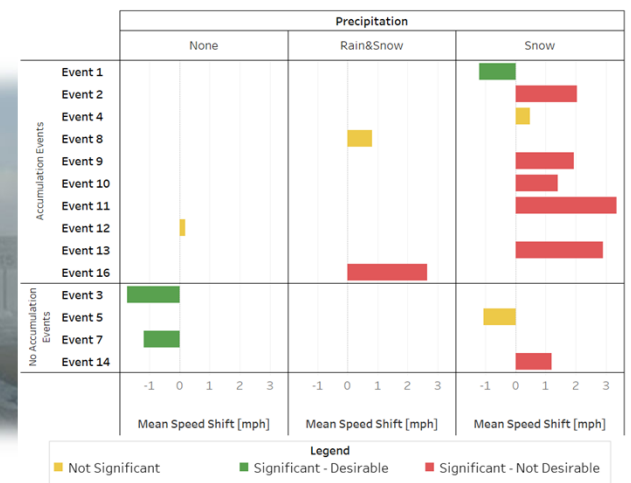 Precipitation
None Rain&Snow Snow
Accumulation Events
Event 1
Event 2
Event 4
Event 8
Event 9
Event 10
Event 11
Event 12
Event 13
Event 16
No Accumulation
Events
Event 3
Event 5
Event 7
Event 14
-1 0 1 2 3 -1 0 1 2 3 -1 0 1 2 3
Mean Speed Shift [mph] Mean Speed Shift [mph] Mean Speed Shift [mph]
Legend
Not Significant Significant - Desirable Significant - Not Desirable